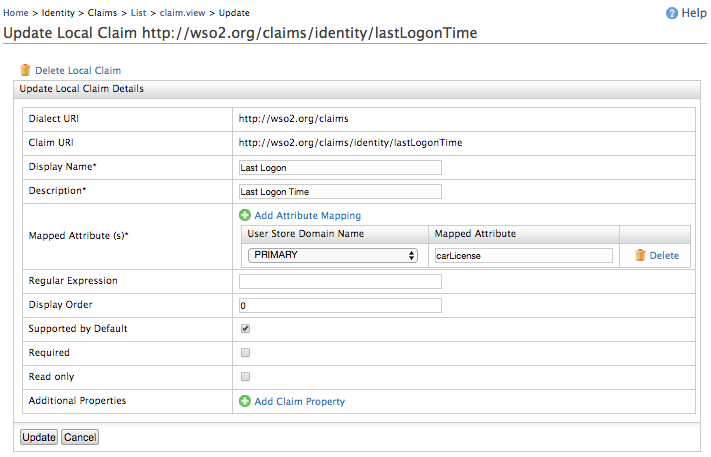 Home > Identity > Claims > List > claim.view > Update
Help
Update Local Claim http://wso2.org/claims/identity/lastLogonTime
Delete Local Claim
Update Local Claim Details
Dialect URI http://wso2.org/claims
Claim URI http://wso2.org/claims/identity/lastLogonTime
Display Name* Last Logon
Description* Last Logon Time
Add Attribute Mapping
Mapped Attribute (s)*
User Store Domain Name Mapped Attribute
PRIMARY carLicense Delete
Regular Expression
Display Order 0
Supported by Default
Required
Read only
Additional Properties Add Claim Property
Update Cancel